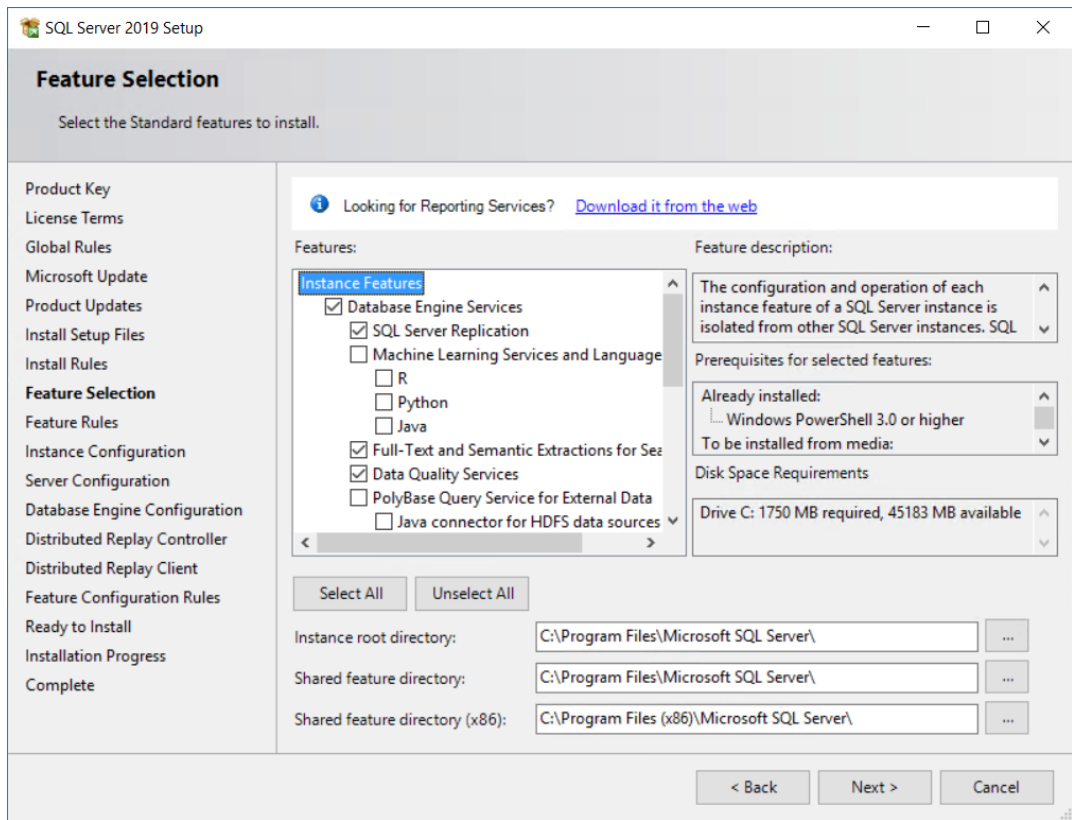 SQL Server 2019 Setup
Feature Selection
Select the Standard features to install.
Product Key
License Terms
Global Rules
Microsoft Update
Product Updates
Install Setup Files
Install Rules
Feature Selection
Feature Rules
Instance Configuration
Server Configuration
Database Engine Configuration
Distributed Replay Controller
Distributed Replay Client
Feature Configuration Rules
Ready to Install
Installation Progress
Complete
Looking for Reporting Services? Download it from the web
Features:
Instance Features
Database Engine Services
SQL Server Replication
Machine Learning Services and Language
R
Python
Java
Full-Text and Semantic Extractions for Sea
Data Quality Services
PolyBase Query Service for External Data
Java connector for HDFS data sources
Feature description:
The configuration and operation of each
instance feature of a SQL Server instance is
isolated from other SQL Server instances. SQL
Prerequisites for selected features:
Already installed:
Windows PowerShell 3.0 or higher
To be installed from media:
Disk Space Requirements
Drive C: 1750 MB required, 45183 MB available
Select All
Unselect All
Instance root directory: C:\Program Files\Microsoft SQL Server\ ...
Shared feature directory: C:\Program Files\Microsoft SQL Server\ ...
Shared feature directory (x86): C:\Program Files (x86)\Microsoft SQL Server\ ...
< Back
Next >
Cancel